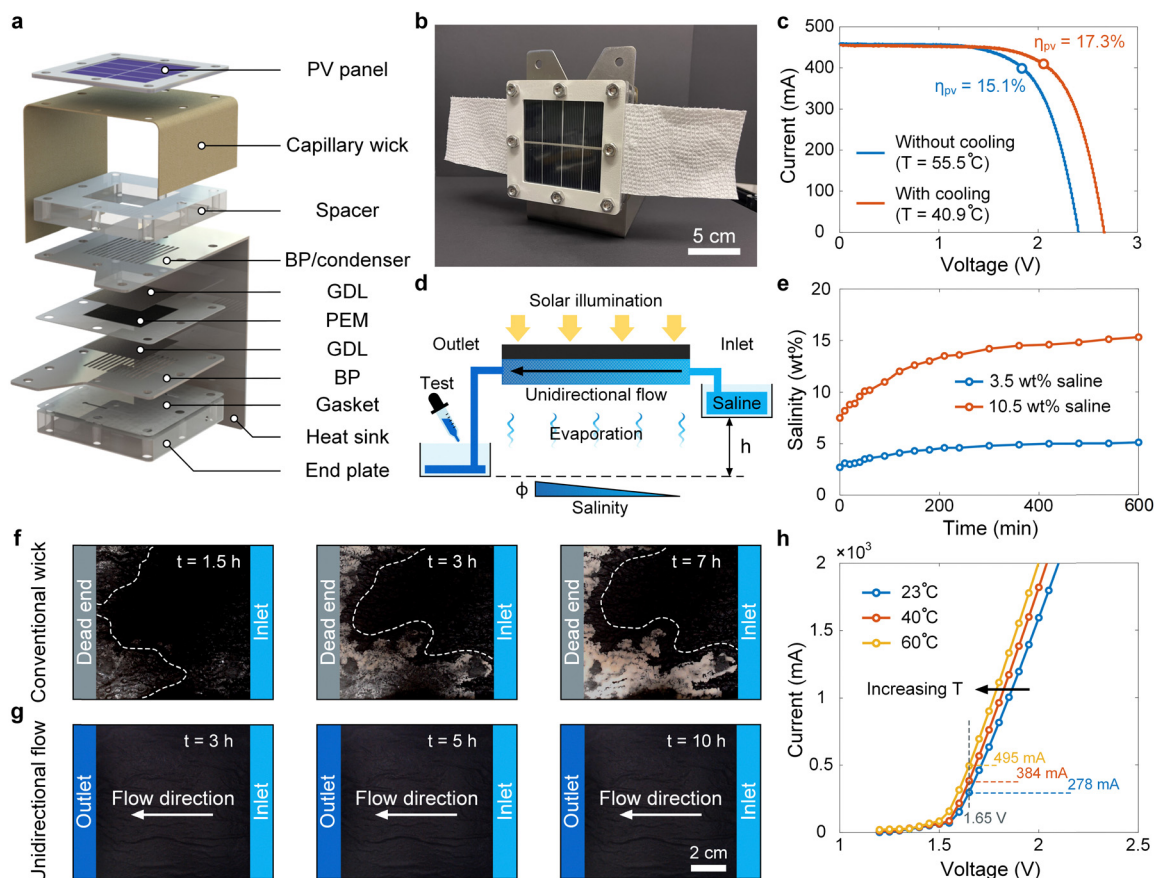 a
PV panel
Capillary wick
Spacer
BP/condenser
GDL
PEM
GDL
BP
Gasket
Heat sink
End plate
b
5 cm
c
500
400
300
200
100
0
Current (mA)
η_pv = 17.3%
η_pv = 15.1%
Without cooling
(T = 55.5°C)
With cooling
(T = 40.9°C)
0
1
2
3
Voltage (V)
d
Solar illumination
Outlet
Inlet
Test
Unidirectional flow
Saline
Evaporation
h
ϕ
Salinity
e
20
15
10
5
0
Salinity (wt%)
3.5 wt% saline
10.5 wt% saline
0
200
400
600
Time (min)
f
Conventional wick
Dead end
t = 1.5 h
Inlet
Dead end
t = 3 h
Inlet
Dead end
t = 7 h
Inlet
g
Unidirectional flow
Outlet
t = 3 h
Flow direction
Inlet
Outlet
t = 5 h
Flow direction
Inlet
Outlet
t = 10 h
Flow direction
2 cm
Inlet
h
×10³
2
1.5
1
0.5
0
Current (mA)
23°C
40°C
60°C
Increasing T
495 mA
384 mA
278 mA
1.65 V
1
1.5
2
2.5
Voltage (V)